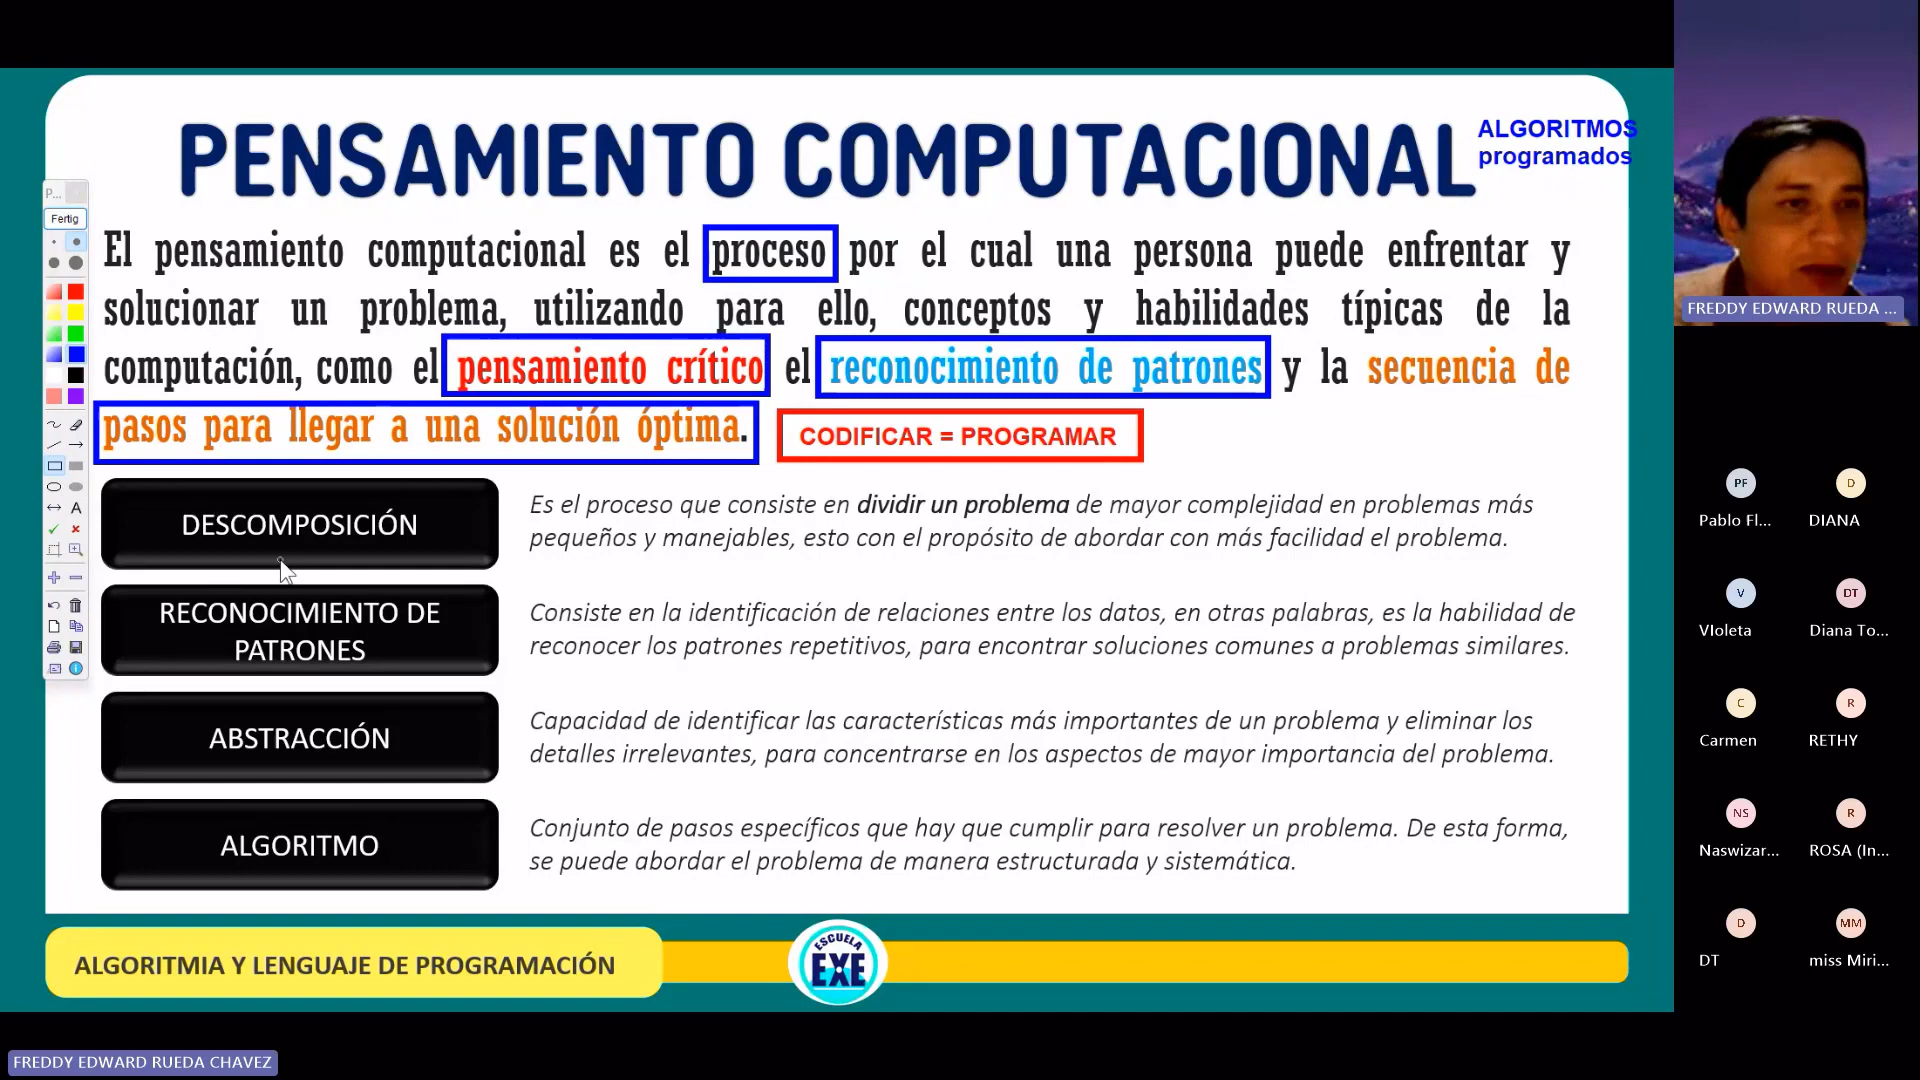 PENSAMIENTO COMPUTACIONAL
ALGORITMOS
programados
P...
Fertig
El pensamiento computacional es el proceso por el cual una persona puede enfrentar y
solucionar un problema, utilizando para ello, conceptos y habilidades típicas de la
computación, como el pensamiento crítico el reconocimiento de patrones y la secuencia de
pasos para llegar a una solución óptima.
CODIFICAR = PROGRAMAR
A
DESCOMPOSICIÓN
Es el proceso que consiste en dividir un problema de mayor complejidad en problemas más
pequeños y manejables, esto con el propósito de abordar con más facilidad el problema.
RECONOCIMIENTO DE
PATRONES
Consiste en la identificación de relaciones entre los datos, en otras palabras, es la habilidad de
reconocer los patrones repetitivos, para encontrar soluciones comunes a problemas similares.
ABSTRACCIÓN
Capacidad de identificar las características más importantes de un problema y eliminar los
detalles irrelevantes, para concentrarse en los aspectos de mayor importancia del problema.
ALGORITMO
Conjunto de pasos específicos que hay que cumplir para resolver un problema. De esta forma,
se puede abordar el problema de manera estructurada y sistemática.
ALGORITMIA Y LENGUAJE DE PROGRAMACIÓN
ESCUELA
EXE
FREDDY EDWARD RUEDA CHAVEZ
FREDDY EDWARD RUEDA ...
PF
Pablo Fl...
D
DIANA
V
VIoleta
DT
Diana To...
C
Carmen
R
RETHY
NS
Naswizar...
R
ROSA (In...
D
DT
MM
miss Miri...